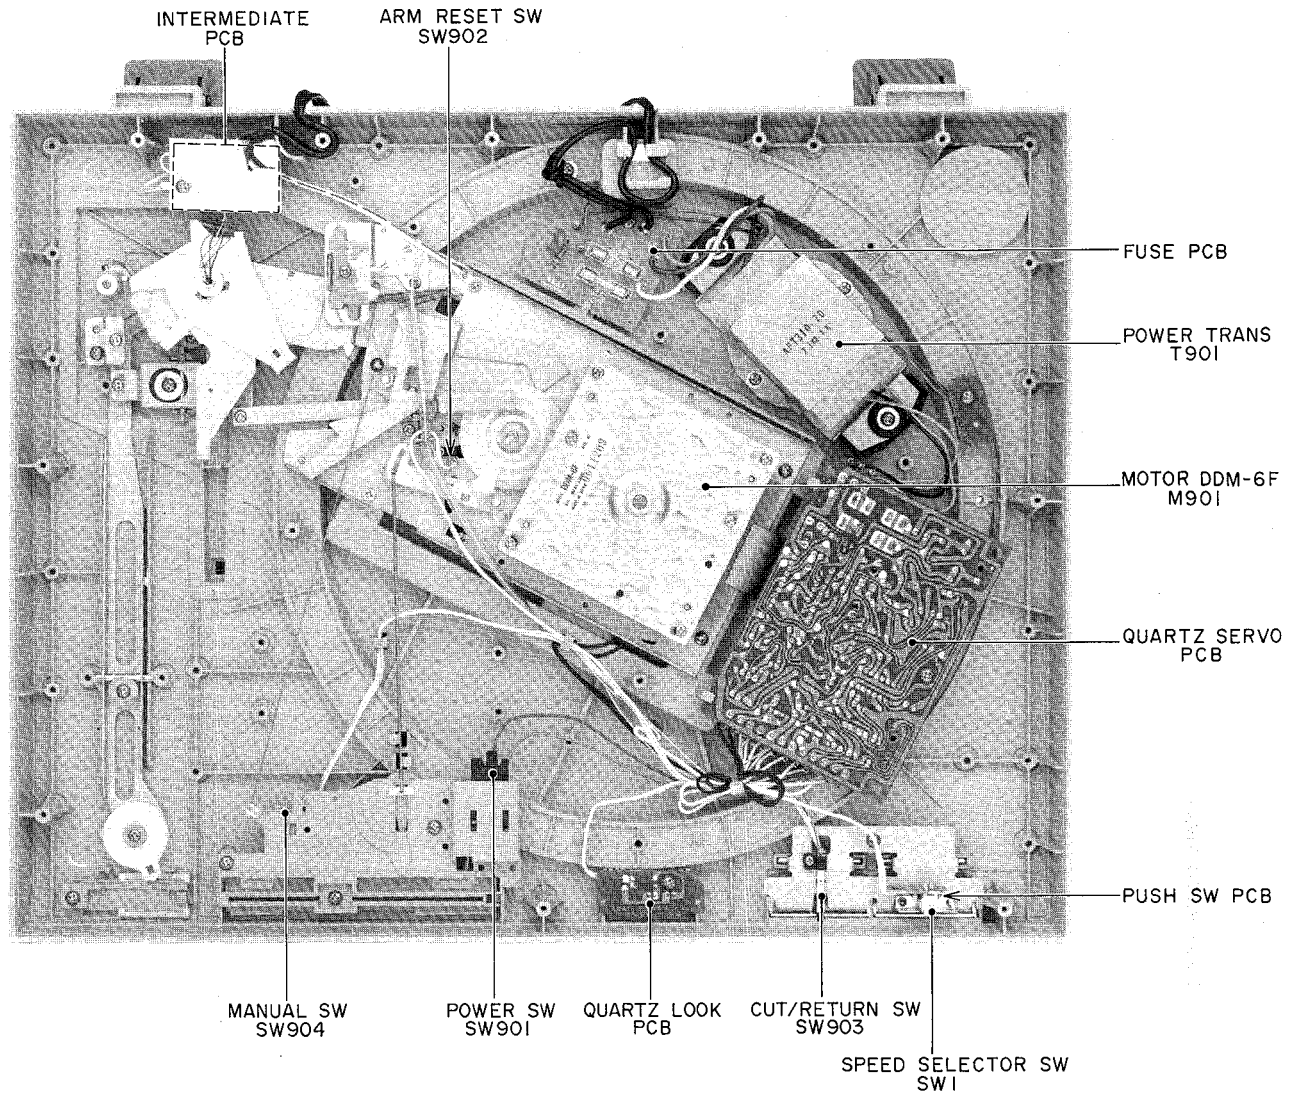 INTERMEDIATE
PCB
ARM RESET SW
SW902
FUSE PCB
POWER TRANS
T901
MOTOR DDM-6F
M901
QUARTZ SERVO
PCB
PUSH SW PCB
MANUAL SW
SW904
POWER SW
SW901
QUARTZ LOOK
PCB
CUT/RETURN SW
SW903
SPEED SELECTOR SW
SW1